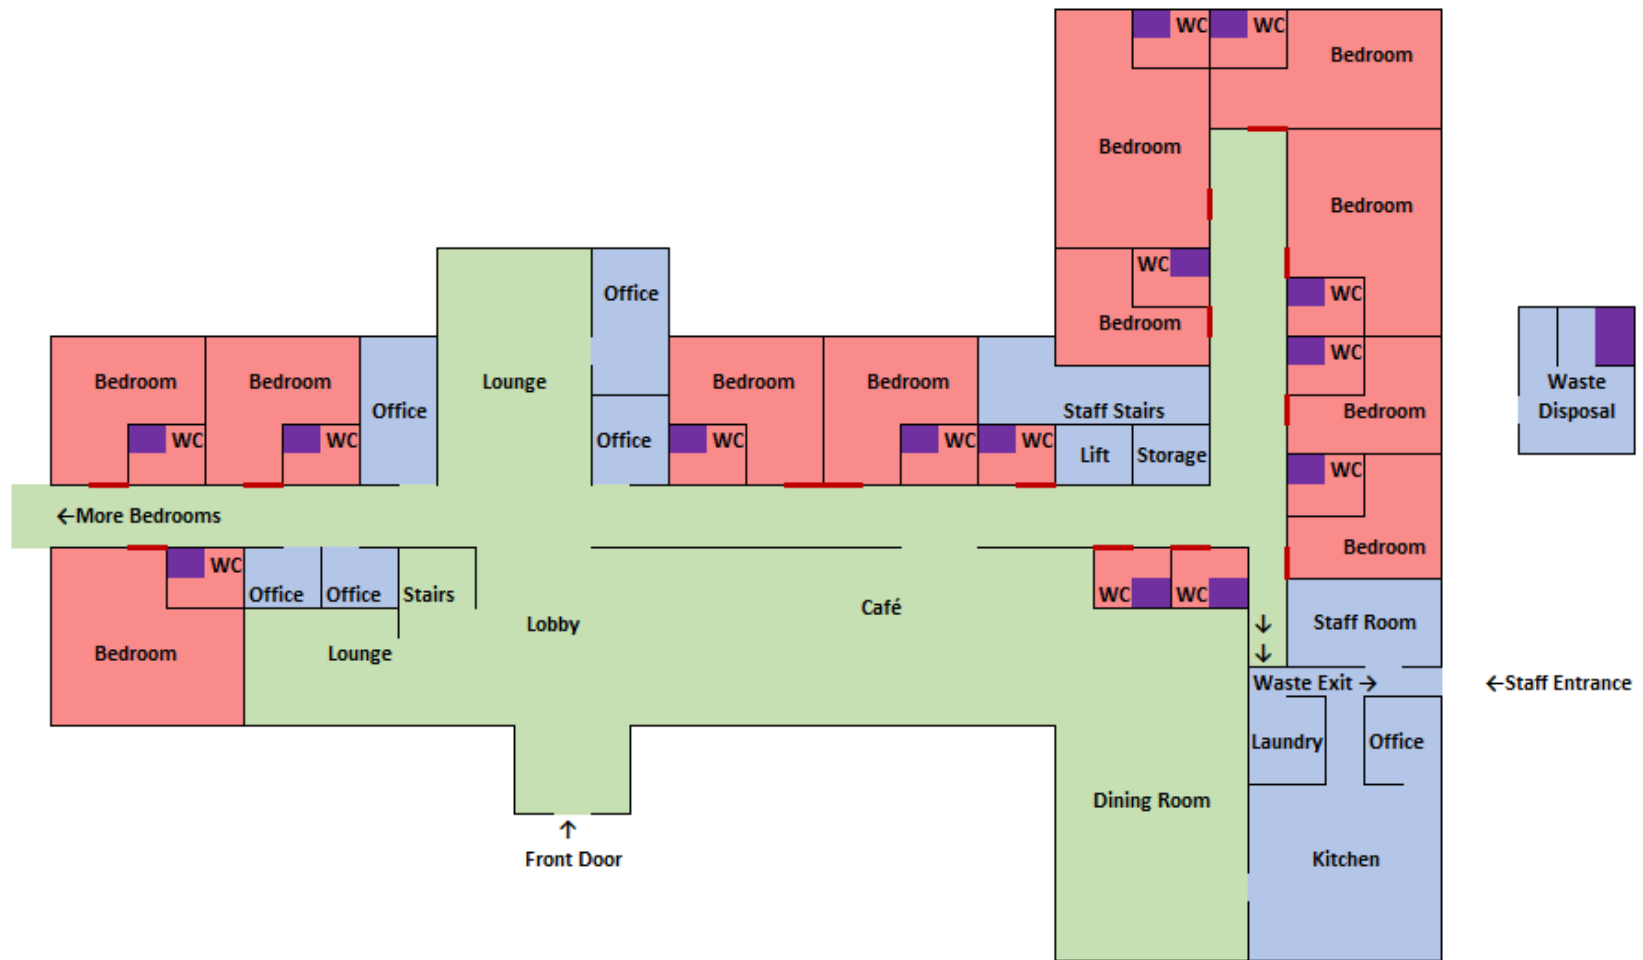 WC
WC
Bedroom
Bedroom
Bedroom
WC
Office
WC
Bedroom
WC
Bedroom
Bedroom
Lounge
Bedroom
Bedroom
Waste
Disposal
Office
Staff Stairs
Bedroom
WC
WC
Office
WC
WC
WC
Lift
Storage
WC
←More Bedrooms
Bedroom
WC
Office
Office
Stairs
Café
WC
WC
Lobby
Staff Room
Bedroom
Lounge
↓
↓
Waste Exit →
←Staff Entrance
Laundry
Office
Dining Room
↑
Front Door
Kitchen